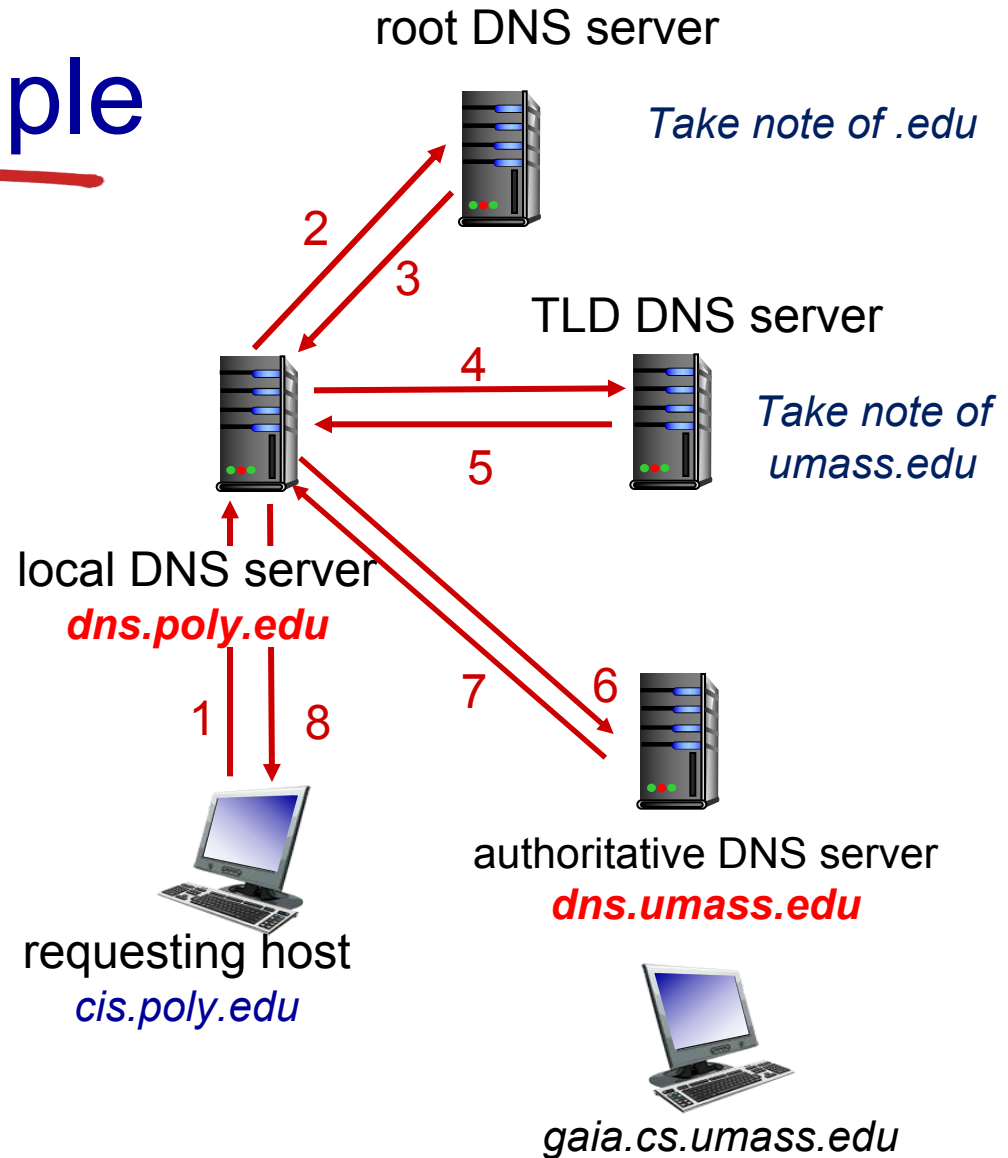 root DNS server
ple
Take note of .edu
2
3
TLD DNS server
4
Take note of
umass.edu
5
local DNS server
dns.poly.edu
1
8
7
6
authoritative DNS server
dns.umass.edu
requesting host
cis.poly.edu
gaia.cs.umass.edu